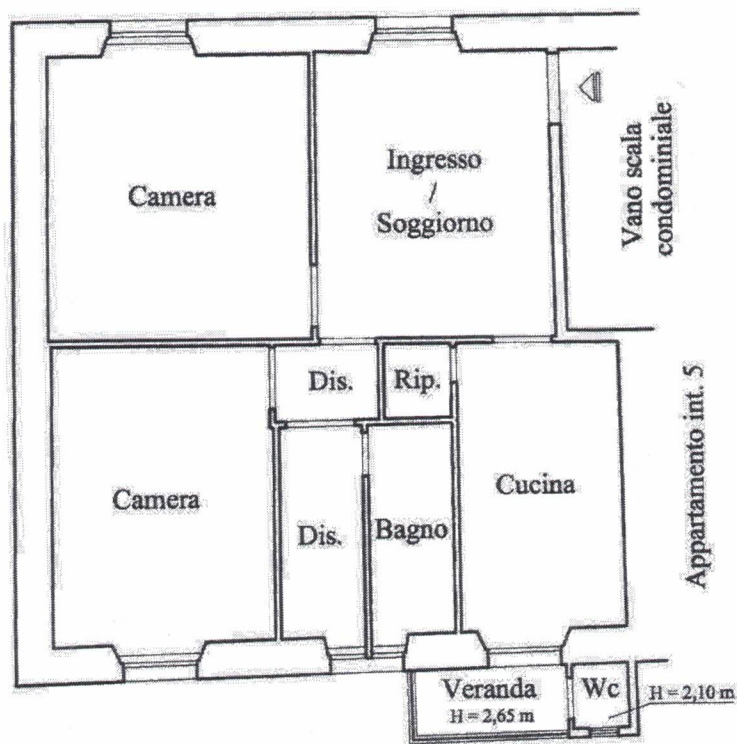 Camera
Ingresso
/
Soggiorno
Vano scala
condominiale
Dis.
Rip.
Camera
Dis.
Bagno
Cucina
Appartamento int. 5
Veranda
H = 2,65 m
Wc
H = 2,10 m